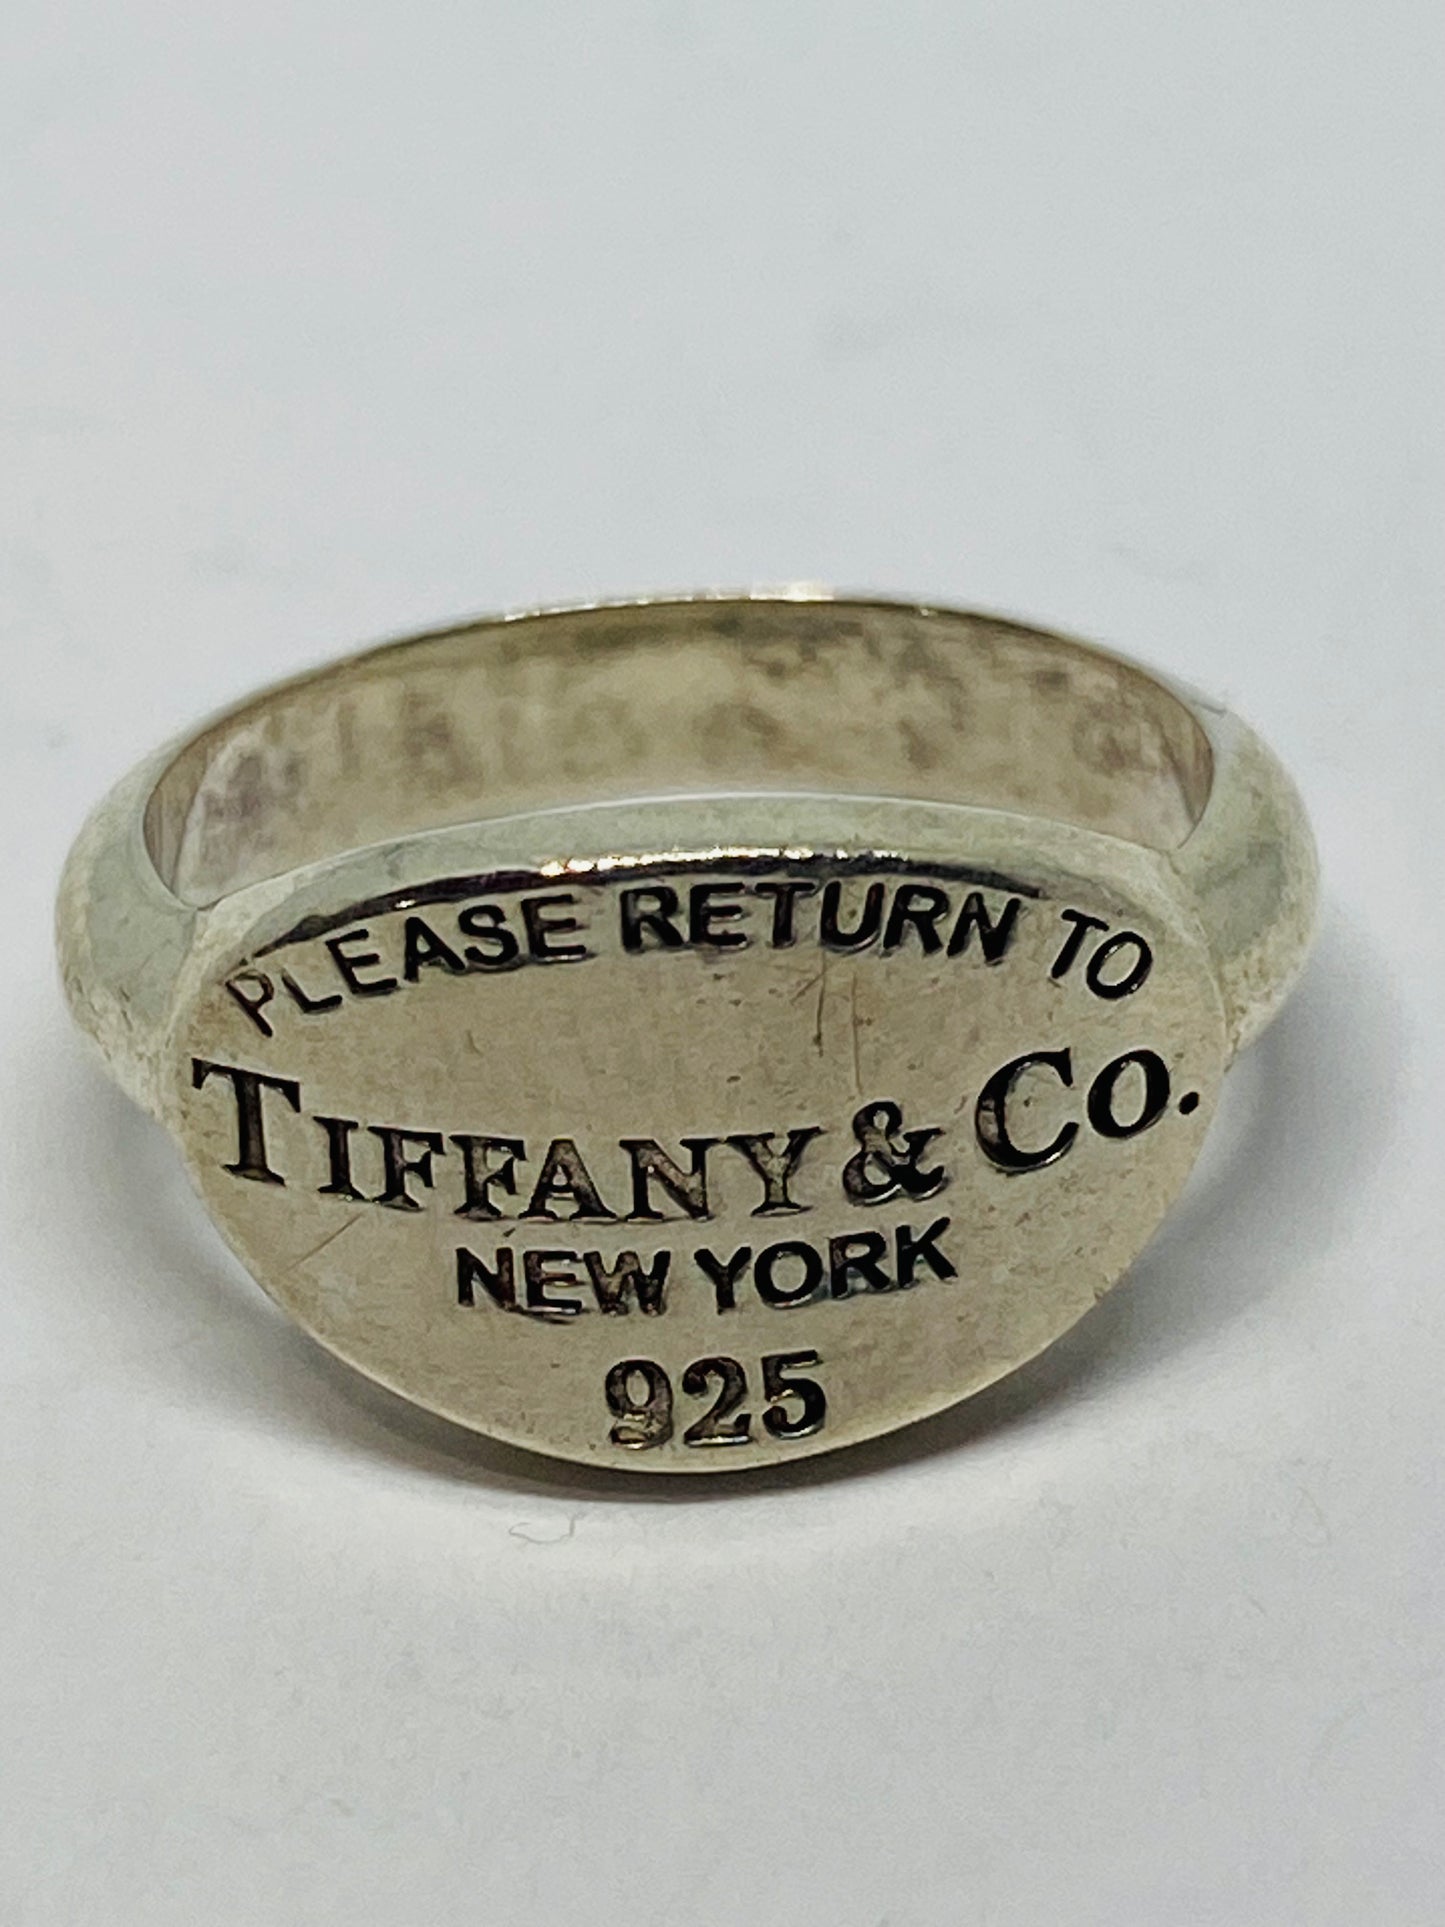 PLEASE RETURN TO
TIFFANY & CO.
NEW YORK
925